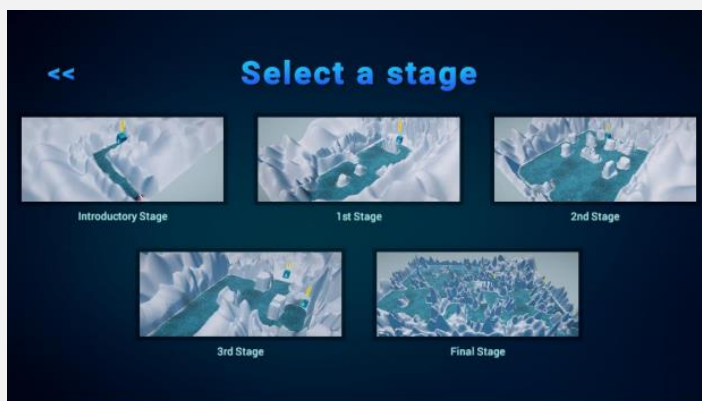 << Select a stage
Introductory Stage 1st Stage 2nd Stage
3rd Stage Final Stage